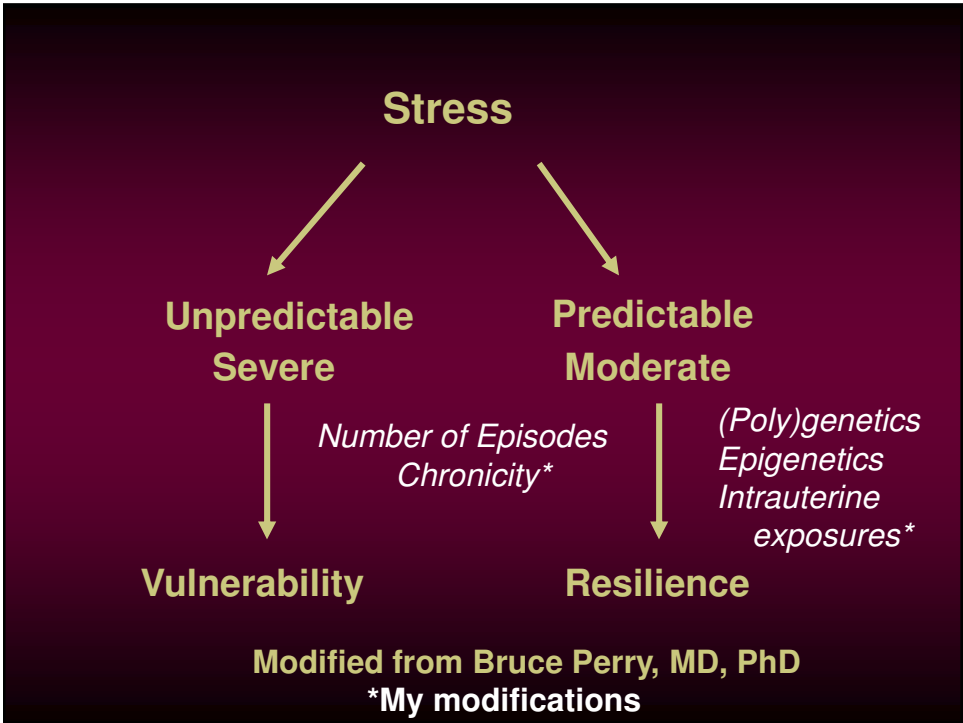 Stress
Unpredictable
Severe
Predictable
Moderate
Number of Episodes
Chronicity*
(Poly)genetics
Epigenetics
Intrauterine
exposures*
Vulnerability
Resilience
Modified from Bruce Perry, MD, PhD
*My modifications